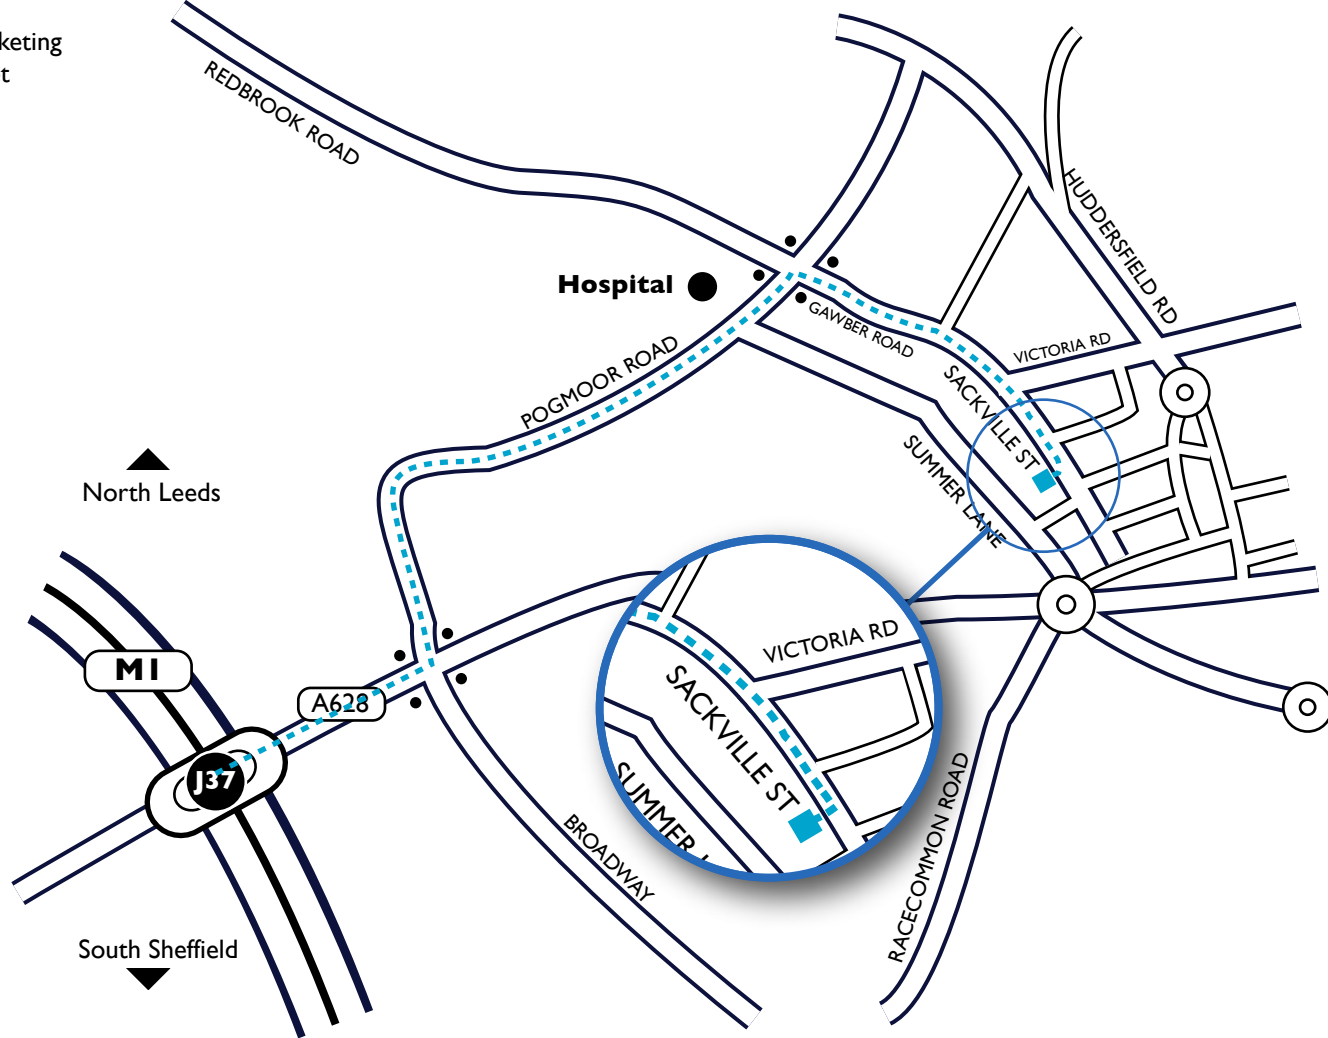 keting
t
REDBROOK ROAD
HUDDERSFIELD RD
Hospital
GAWBER ROAD
VICTORIA RD
POGMOOR ROAD
SACKVILLE ST
SUMMER LANE
North Leeds
M1
A628
J37
VICTORIA RD
SACKVILLE ST
SUMMER L
BROADWAY
RACECOMMON ROAD
South Sheffield